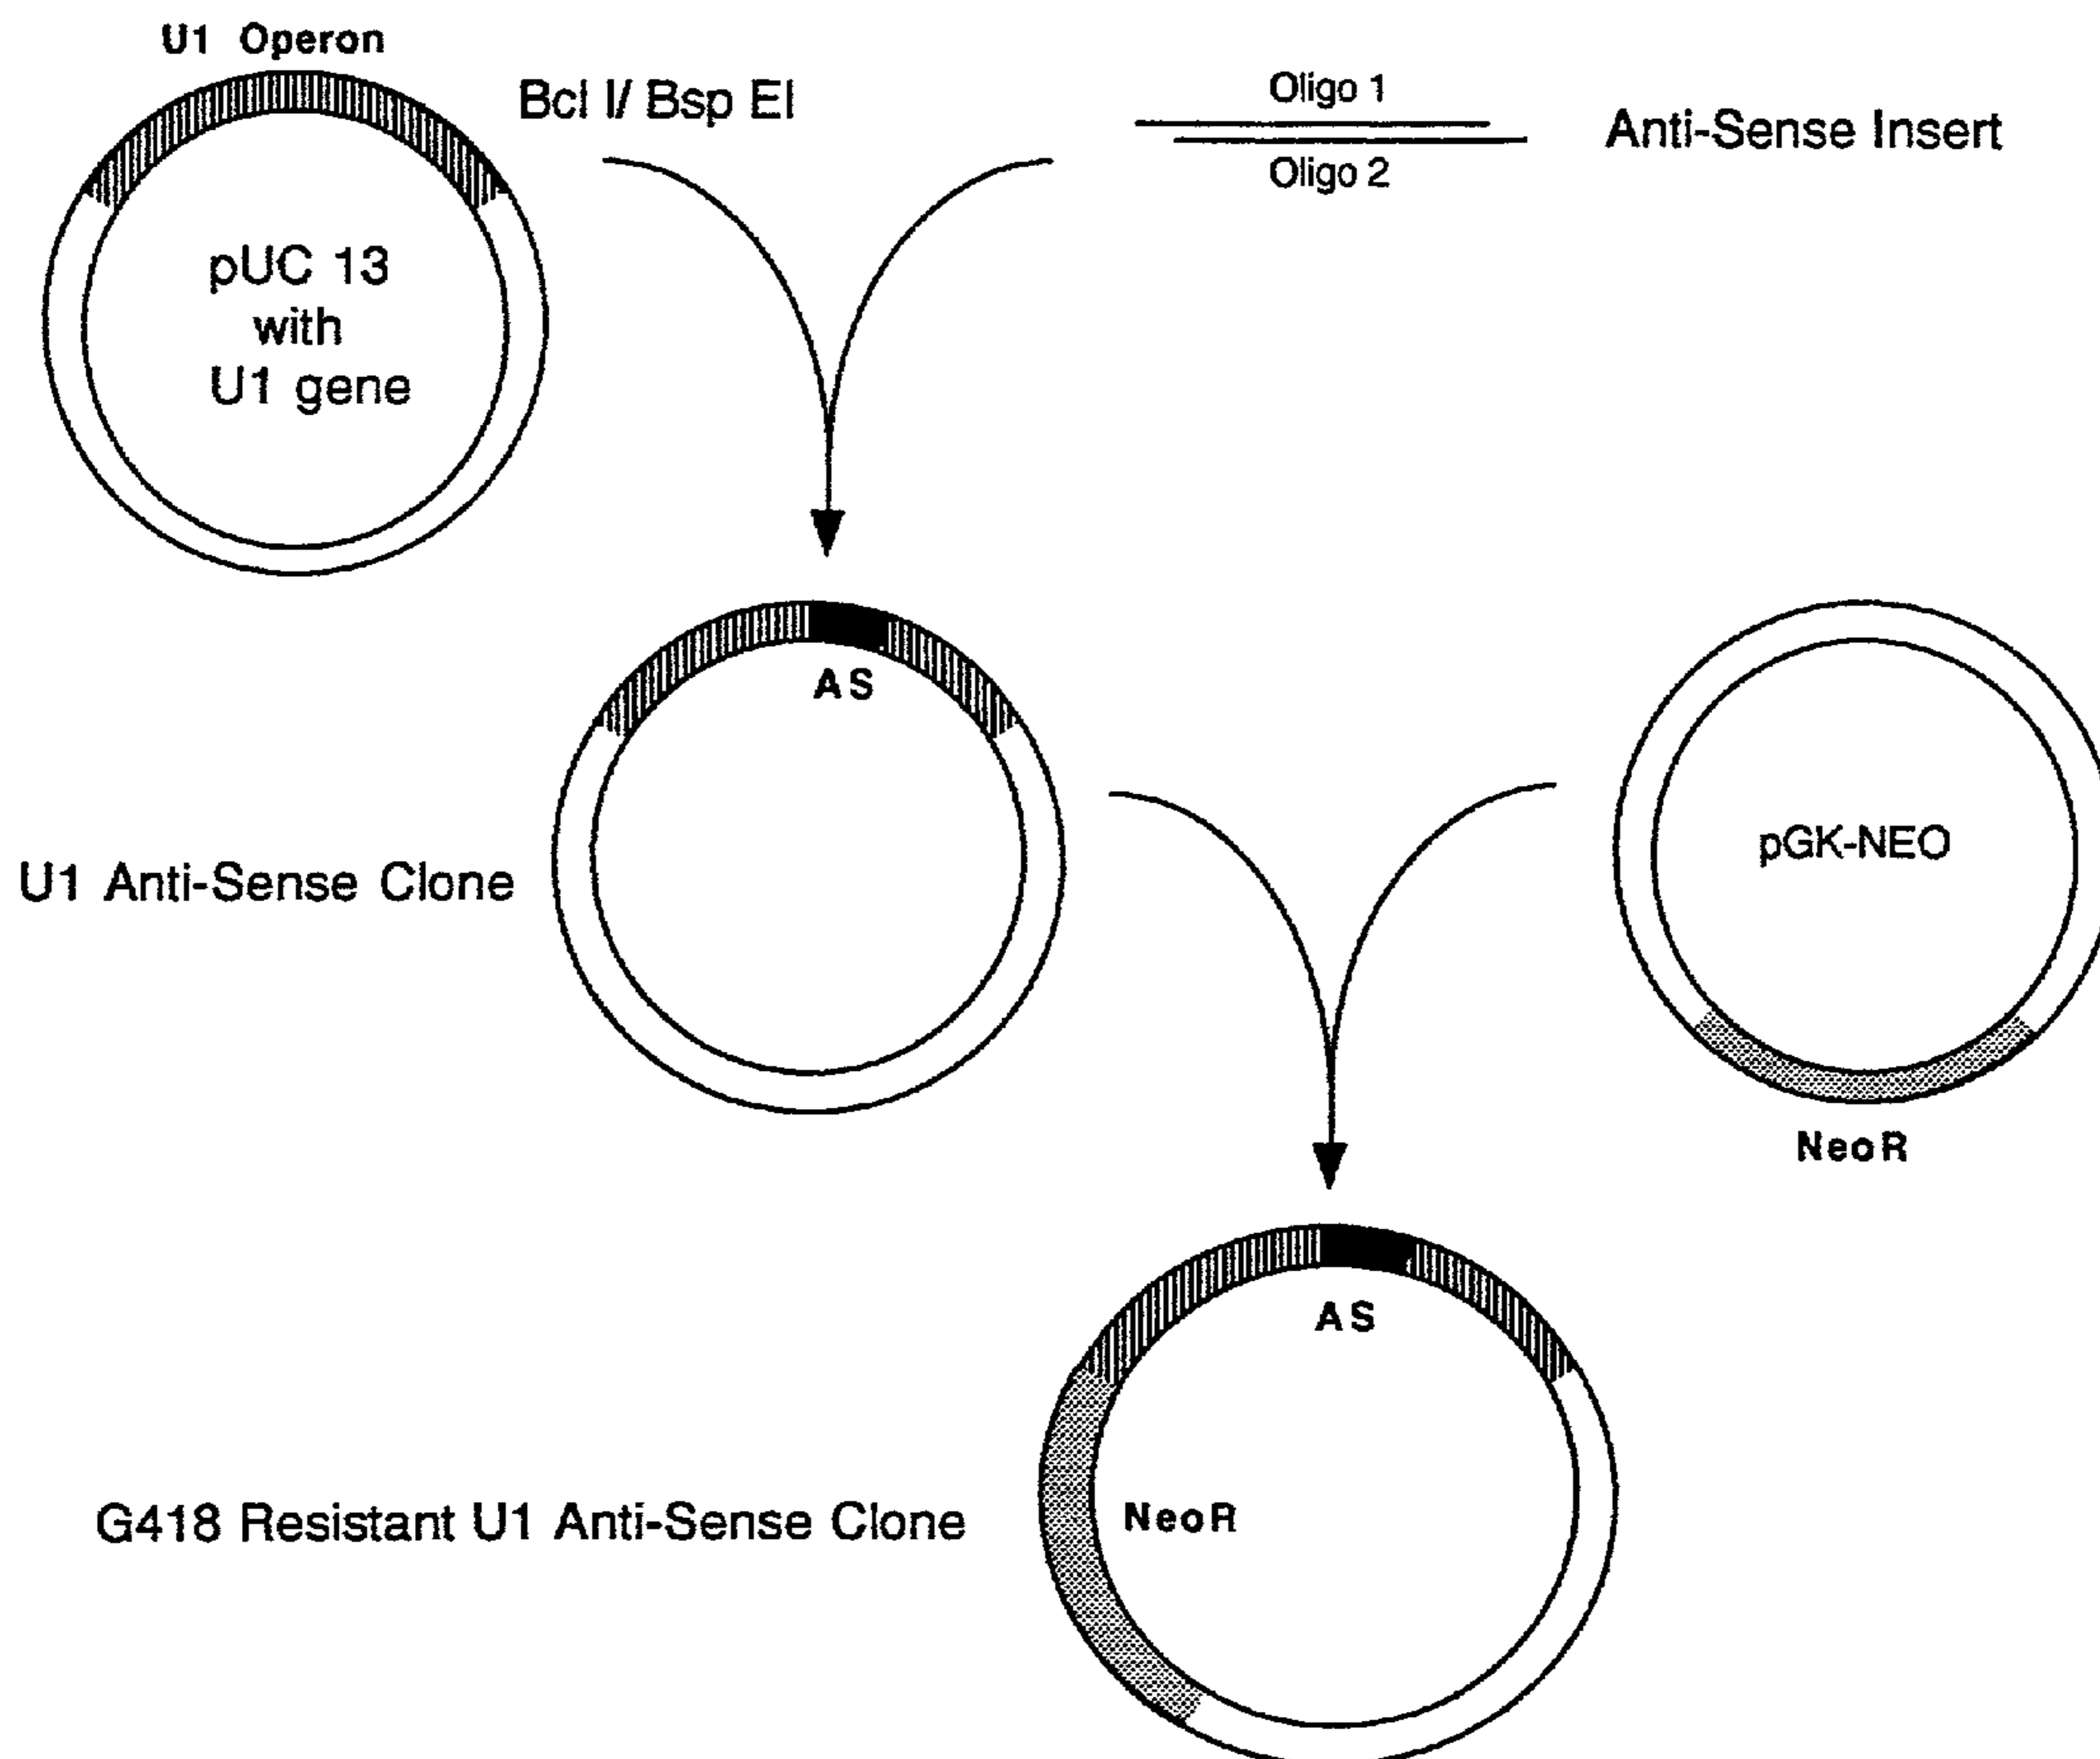 U1 Operon
Bcl I/ Bsp EI
Oligo 1
Oligo 2
Anti-Sense Insert
pUC 13
with
U1 gene
AS
U1 Anti-Sense Clone
pGK-NEO
NeoR
AS
NeoR
G418 Resistant U1 Anti-Sense Clone